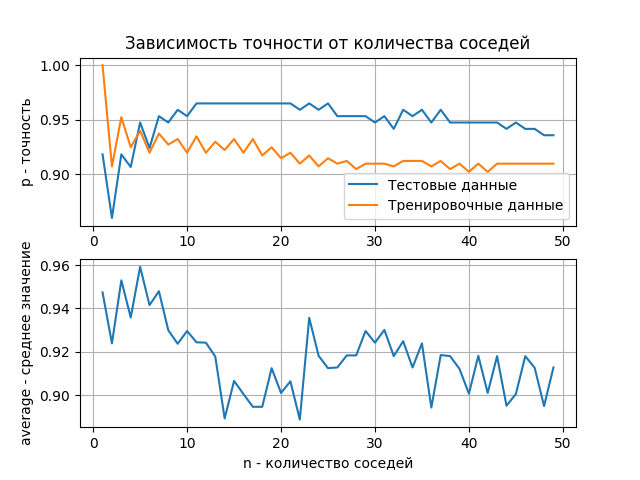 Зависимость точности от количества соседей
1.00
0.95
0.90
p - точность
Тестовые данные
Тренировочные данные
0 10 20 30 40 50
0.96
0.94
0.92
0.90
average - среднее значение
0 10 20 30 40 50
n - количество соседей